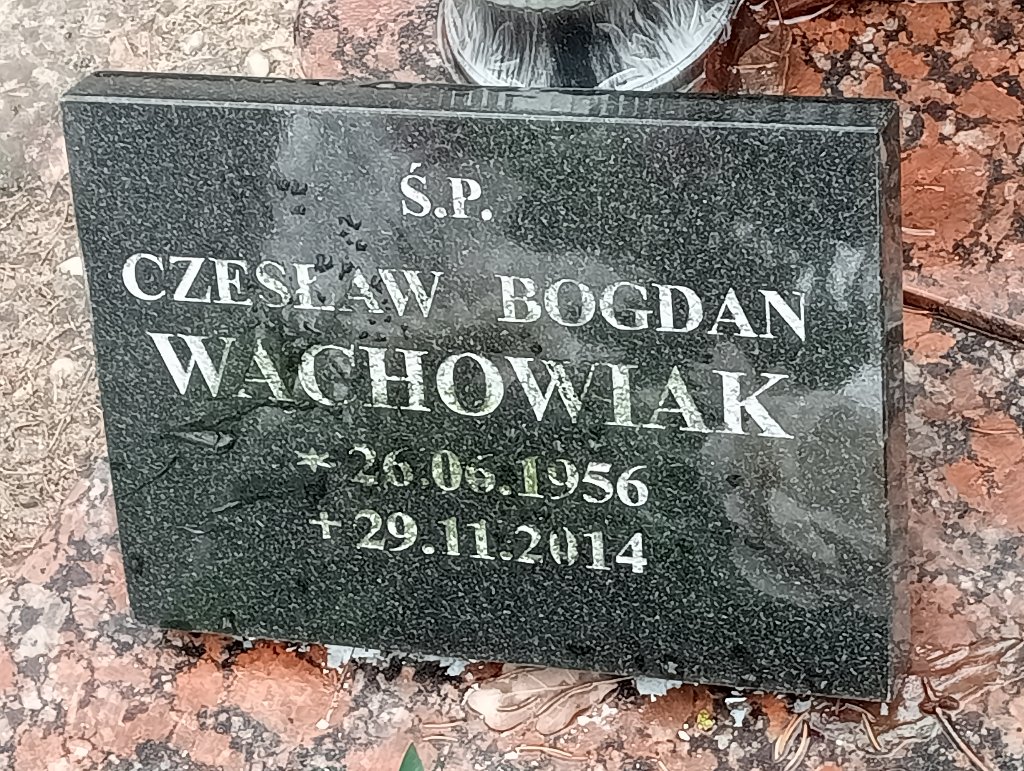 Ś.P.
CZESŁAW BOGDAN
WACHOWIAK
* 26.06.1956
+ 29.11.2014